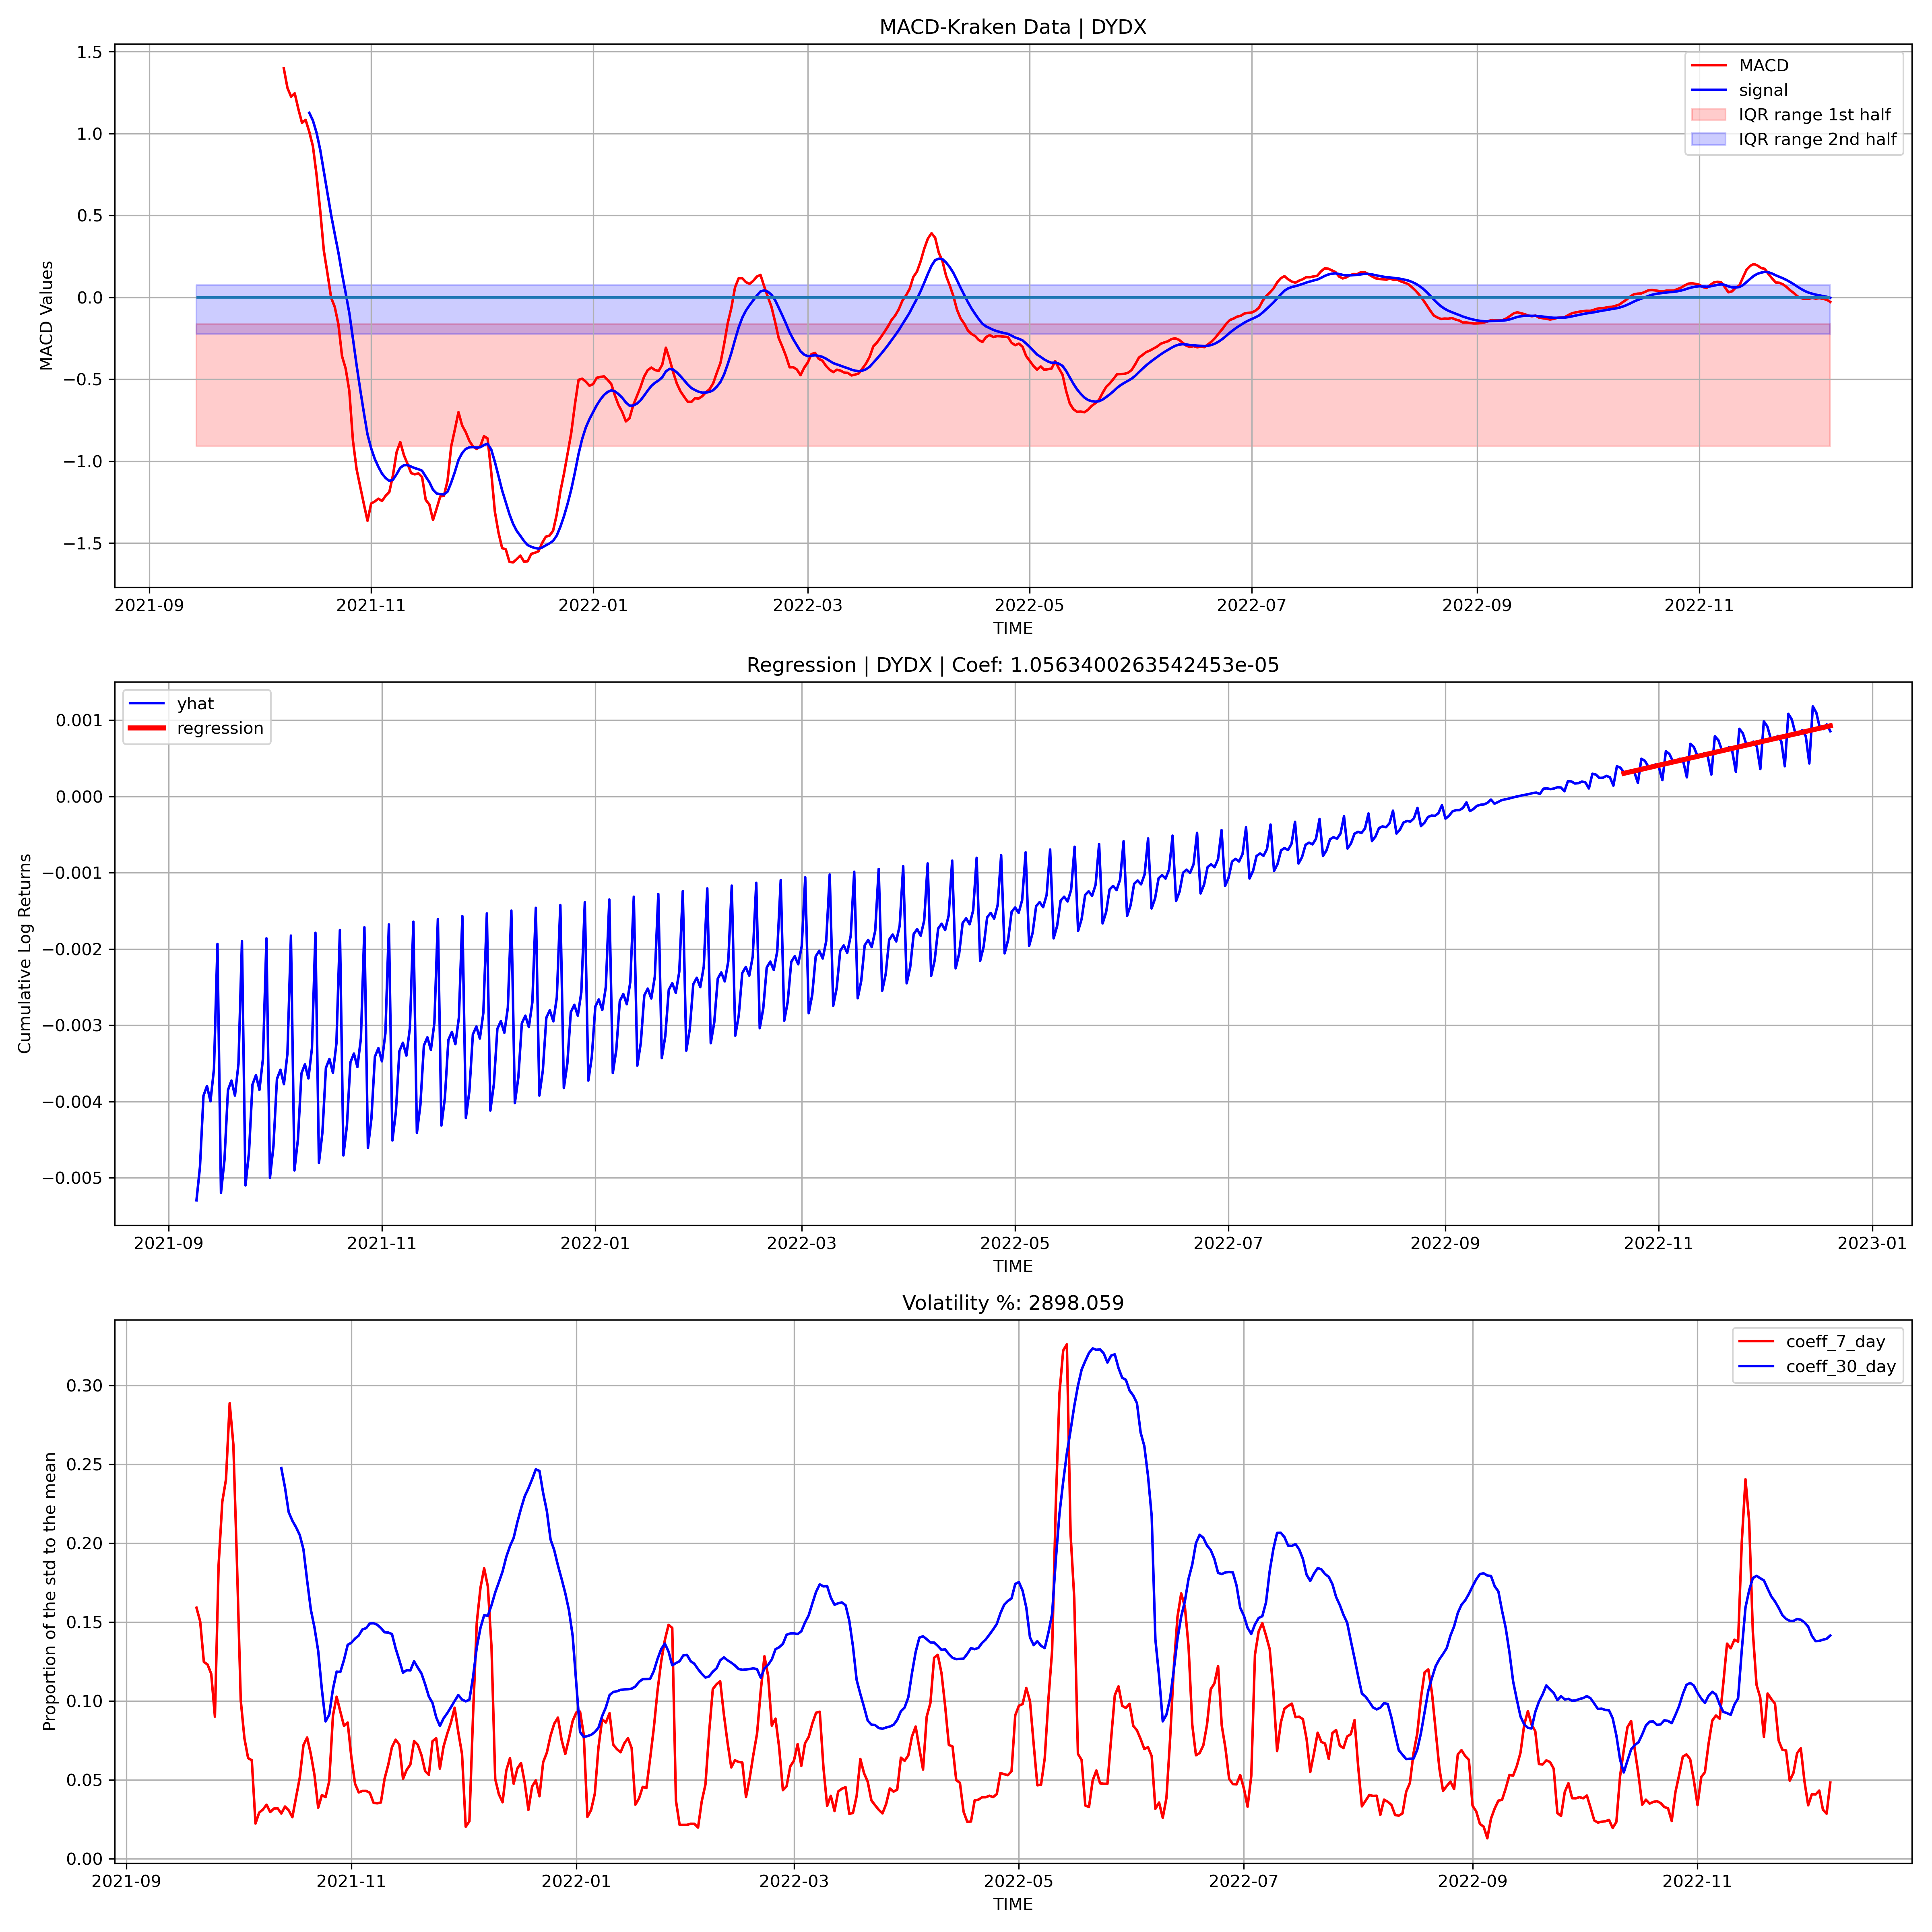 MACD-Kraken Data | DYDX
MACD
signal
IQR range 1st half
IQR range 2nd half
MACD Values
1.5
1.0
0.5
0.0
−0.5
−1.0
−1.5
2021-09 2021-11 2022-01 2022-03 2022-05 2022-07 2022-09 2022-11
TIME
Regression | DYDX | Coef: 1.0563400263542453e-05
yhat
regression
Cumulative Log Returns
0.001
0.000
−0.001
−0.002
−0.003
−0.004
−0.005
2021-09 2021-11 2022-01 2022-03 2022-05 2022-07 2022-09 2022-11 2023-01
TIME
Volatility %: 2898.059
coeff_7_day
coeff_30_day
Proportion of the std to the mean
0.30
0.25
0.20
0.15
0.10
0.05
0.00
2021-09 2021-11 2022-01 2022-03 2022-05 2022-07 2022-09 2022-11
TIME